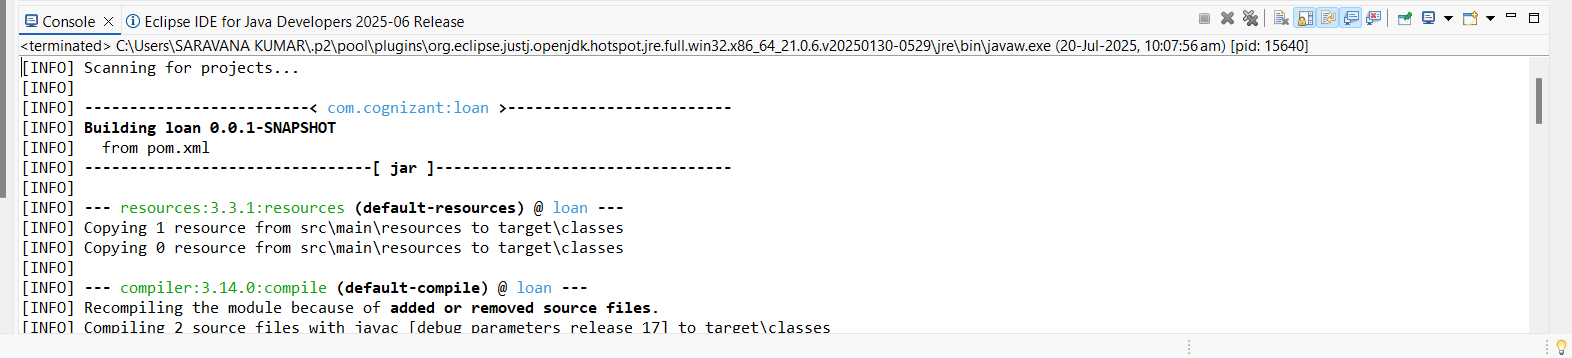 Console Eclipse IDE for Java Developers 2025-06 Release
<terminated> C:\Users\SARAVANA KUMAR\.p2\pool\plugins\org.eclipse.justj.openjdk.hotspot.jre.full.win32.x86_64_21.0.6.v20250130-0529\jre\bin\javaw.exe (20-Jul-2025, 10:07:56 am) [pid: 15640]
[INFO] Scanning for projects...
[INFO]
[INFO] -------------------------< com.cognizant:loan >-------------------------
[INFO] Building loan 0.0.1-SNAPSHOT
[INFO]   from pom.xml
[INFO] --------------------------------[ jar ]---------------------------------
[INFO]
[INFO] --- resources:3.3.1:resources (default-resources) @ loan ---
[INFO] Copying 1 resource from src\main\resources to target\classes
[INFO] Copying 0 resource from src\main\resources to target\classes
[INFO]
[INFO] --- compiler:3.14.0:compile (default-compile) @ loan ---
[INFO] Recompiling the module because of added or removed source files.
[INFO] Compiling 2 source files with javac [debug parameters release 17] to target\classes